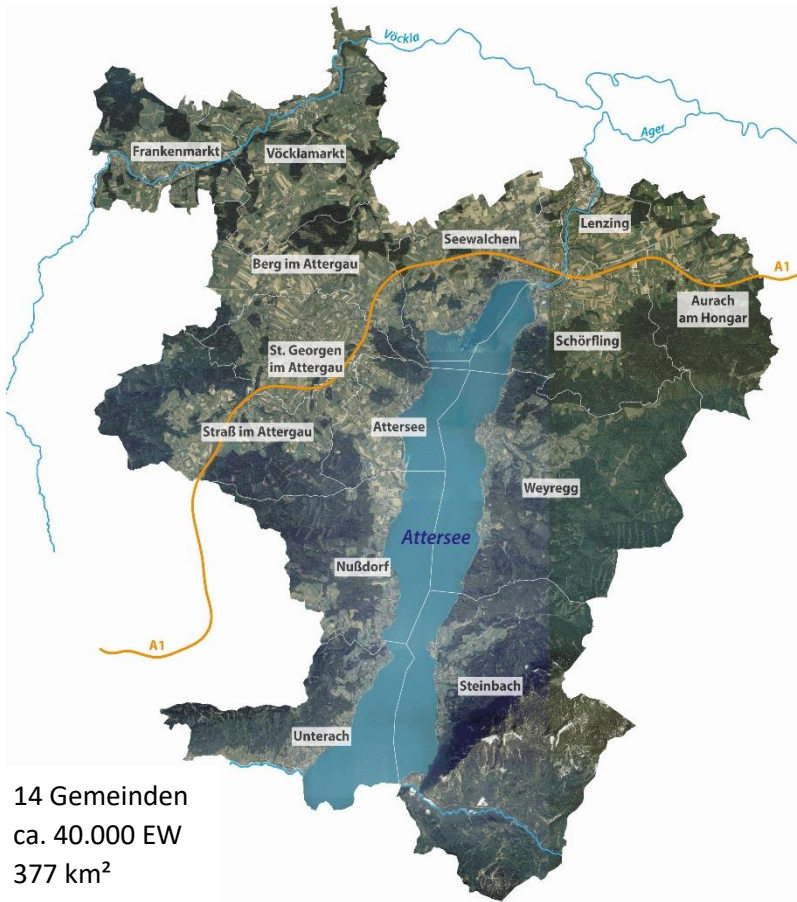 Vöckla
Ager
Frankenmarkt
Vöcklamarkt
Lenzing
Seewalchen
Berg im Attergau
A1
Aurach
am Hongar
St. Georgen
im Attergau
Schörfling
Attersee
Straß im Attergau
Weyregg
Attersee
Nußdorf
A1
Steinbach
Unterach
14 Gemeinden
ca. 40.000 EW
377 km²